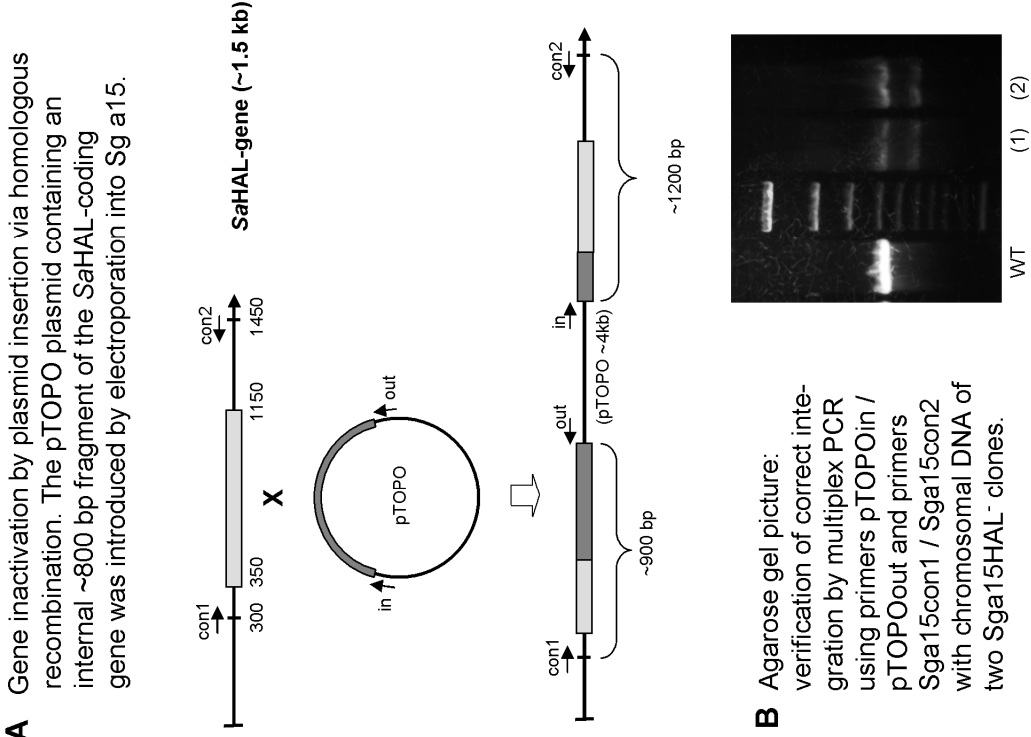 A Gene inactivation by plasmid insertion via homologous
recombination. The pTOPO plasmid containing an
internal ~800 bp fragment of the SaHAL-coding
gene was introduced by electroporation into Sg a15.
con1
con2
300
350
1150
1450
SaHAL-gene (~1.5 kb)
X
in
out
pTOPO
con1
out
in
con2
(pTOPO ~4kb)
~900 bp
~1200 bp
B Agarose gel picture:
verification of correct inte-
gration by multiplex PCR
using primers pTOPOin /
pTOPOout and primers
Sga15con1 / Sga15con2
with chromosomal DNA of
two Sga15HAL⁻ clones.
WT
(1)
(2)